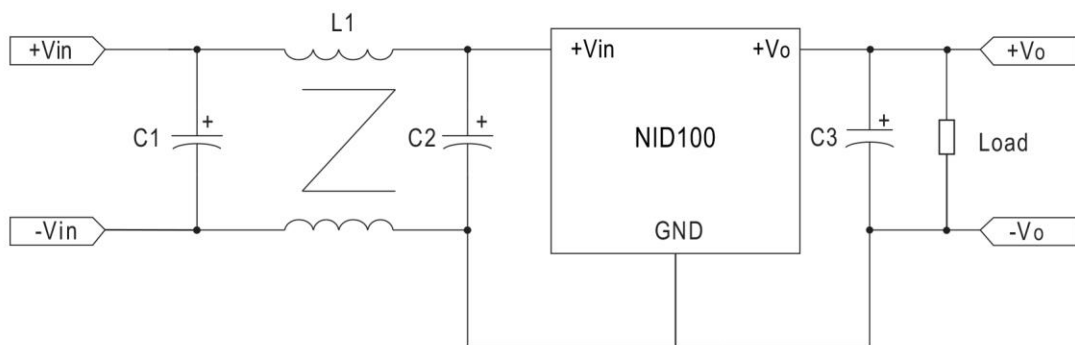 L1
+Vin
+Vin
+Vo
+Vo
+
+
+
C1
C2
NID100
C3
Load
-Vin
GND
-Vo